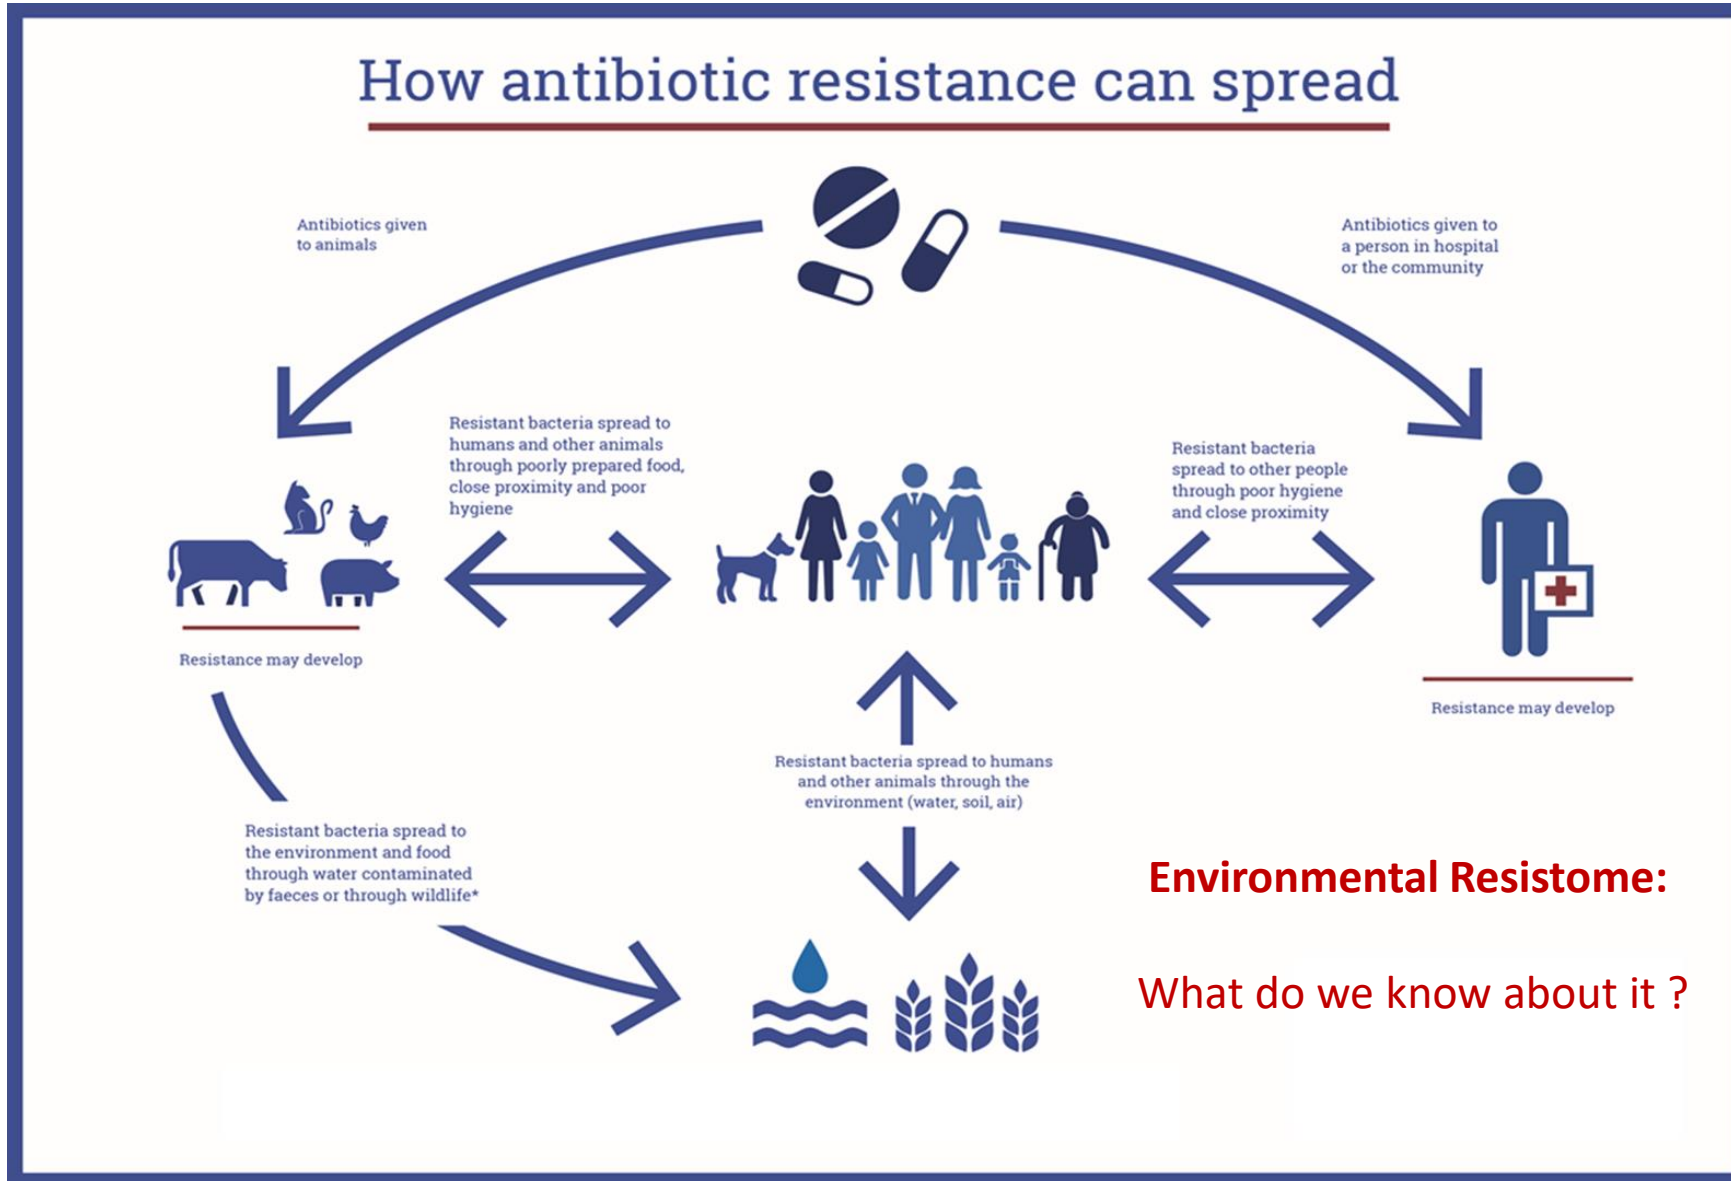 How antibiotic resistance can spread
Antibiotics given
to animals
Antibiotics given to
a person in hospital
or the community
Resistant bacteria spread to
humans and other animals
through poorly prepared food,
close proximity and poor
hygiene
Resistant bacteria
spread to other people
through poor hygiene
and close proximity
Resistance may develop
Resistance may develop
Resistant bacteria spread to humans
and other animals through the
environment (water, soil, air)
Resistant bacteria spread to
the environment and food
through water contaminated
by faeces or through wildlife*
Environmental Resistome:
What do we know about it ?